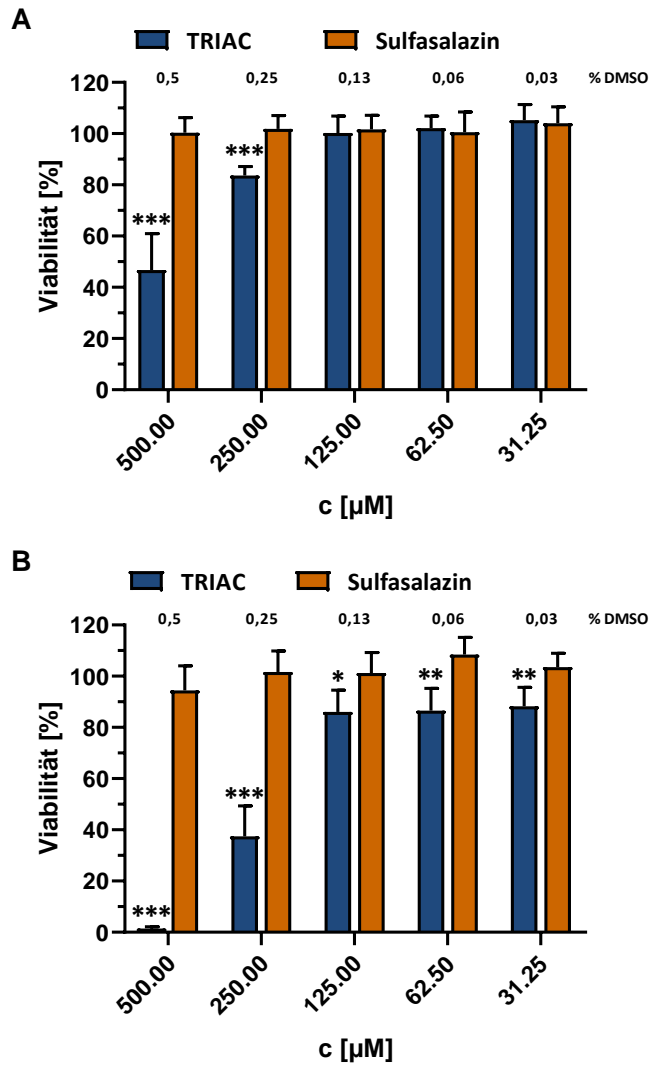 A
TRIAC Sulfasalazin
0,5 0,25 0,13 0,06 0,03 % DMSO
120
100
80
60
40
20
0
Viabilität [%]
*** ***
500.00 250.00 125.00 62.50 31.25
c [µM]
B
TRIAC Sulfasalazin
0,5 0,25 0,13 0,06 0,03 % DMSO
120
100
80
60
40
20
0
Viabilität [%]
*** *** * ** **
500.00 250.00 125.00 62.50 31.25
c [µM]